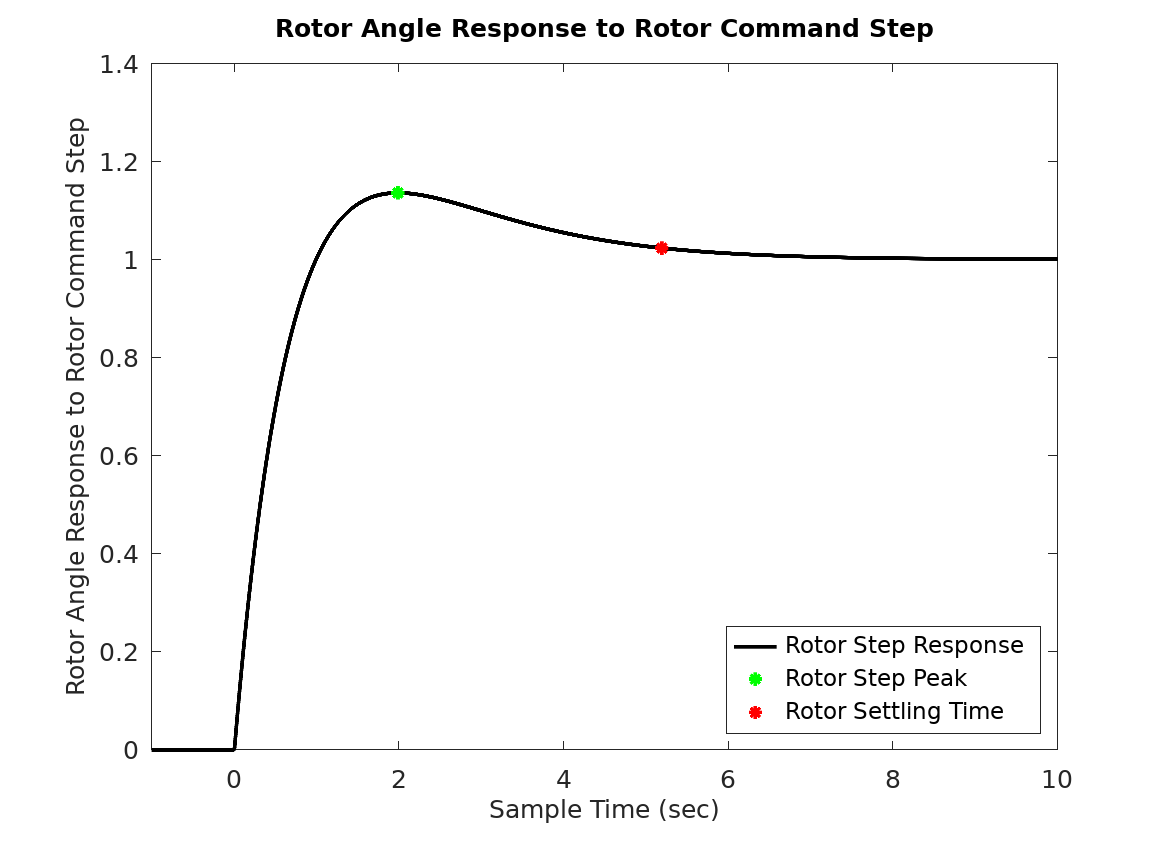 Rotor Angle Response to Rotor Command Step
Rotor Angle Response to Rotor Command Step
1.4
1.2
1
0.8
0.6
0.4
0.2
0
0
2
4
6
8
10
Sample Time (sec)
Rotor Step Response
Rotor Step Peak
Rotor Settling Time